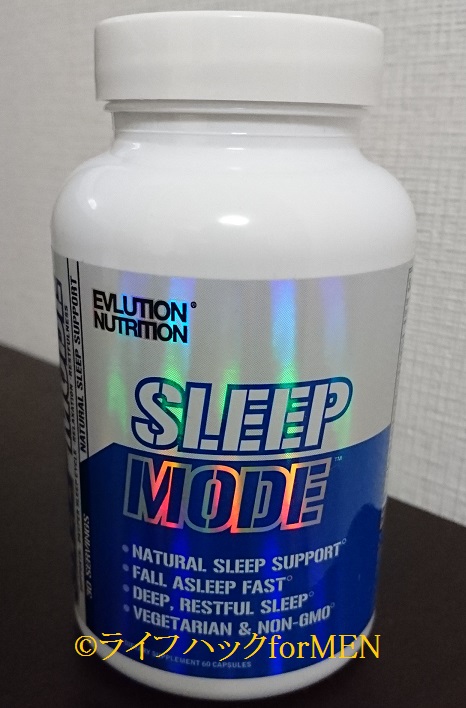 EVLUTION®
NUTRITION
SLEEP
MODE™
• NATURAL SLEEP SUPPORT◊
• FALL ASLEEP FAST◊
• DEEP, RESTFUL SLEEP◊
• VEGETARIAN & NON-GMO◊
SUPPLEMENT 60 CAPSULES
NATURAL SLEEP SUPPORT
30 SERVINGS
©ライフハックforMEN